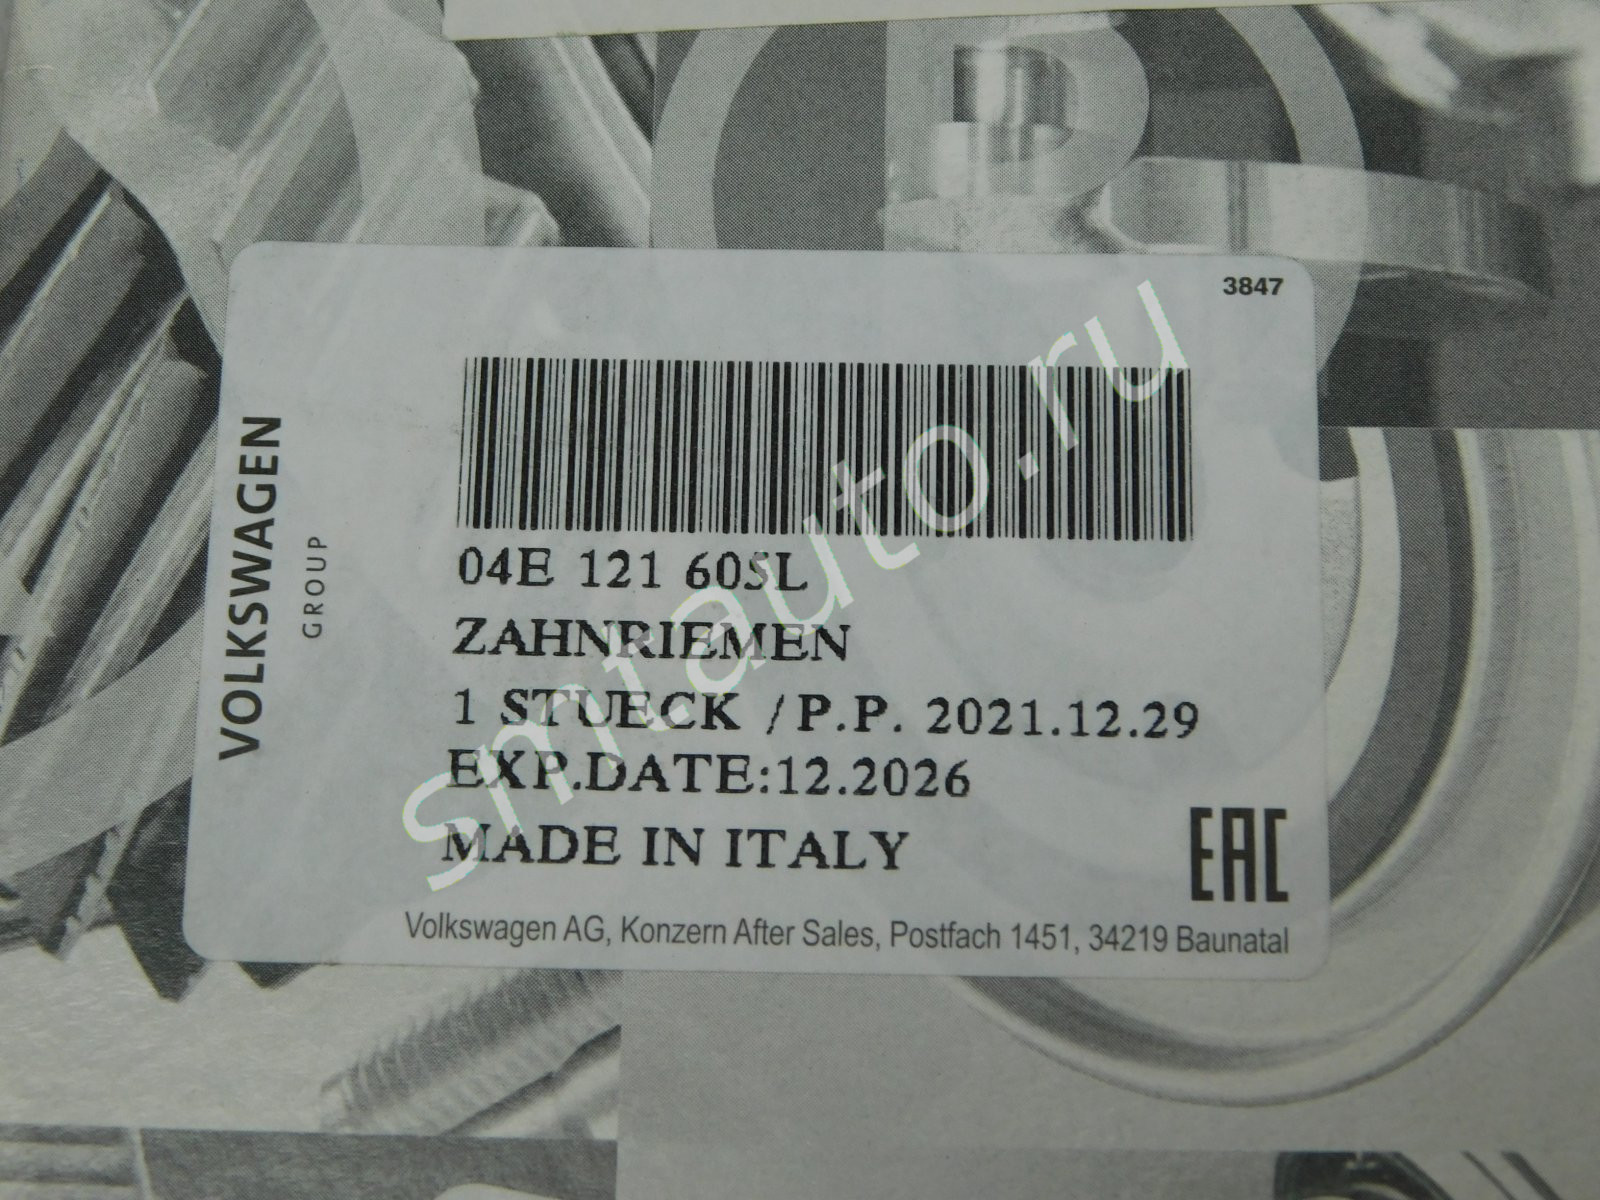 3847
VOLKSWAGEN
GROUP
04E 121 605L
ZAHNRIEMEN
1 STUECK / P.P. 2021.12.29
EXP.DATE:12.2026
MADE IN ITALY
EAC
Volkswagen AG, Konzern After Sales, Postfach 1451, 34219 Baunatal
smtauto.ru